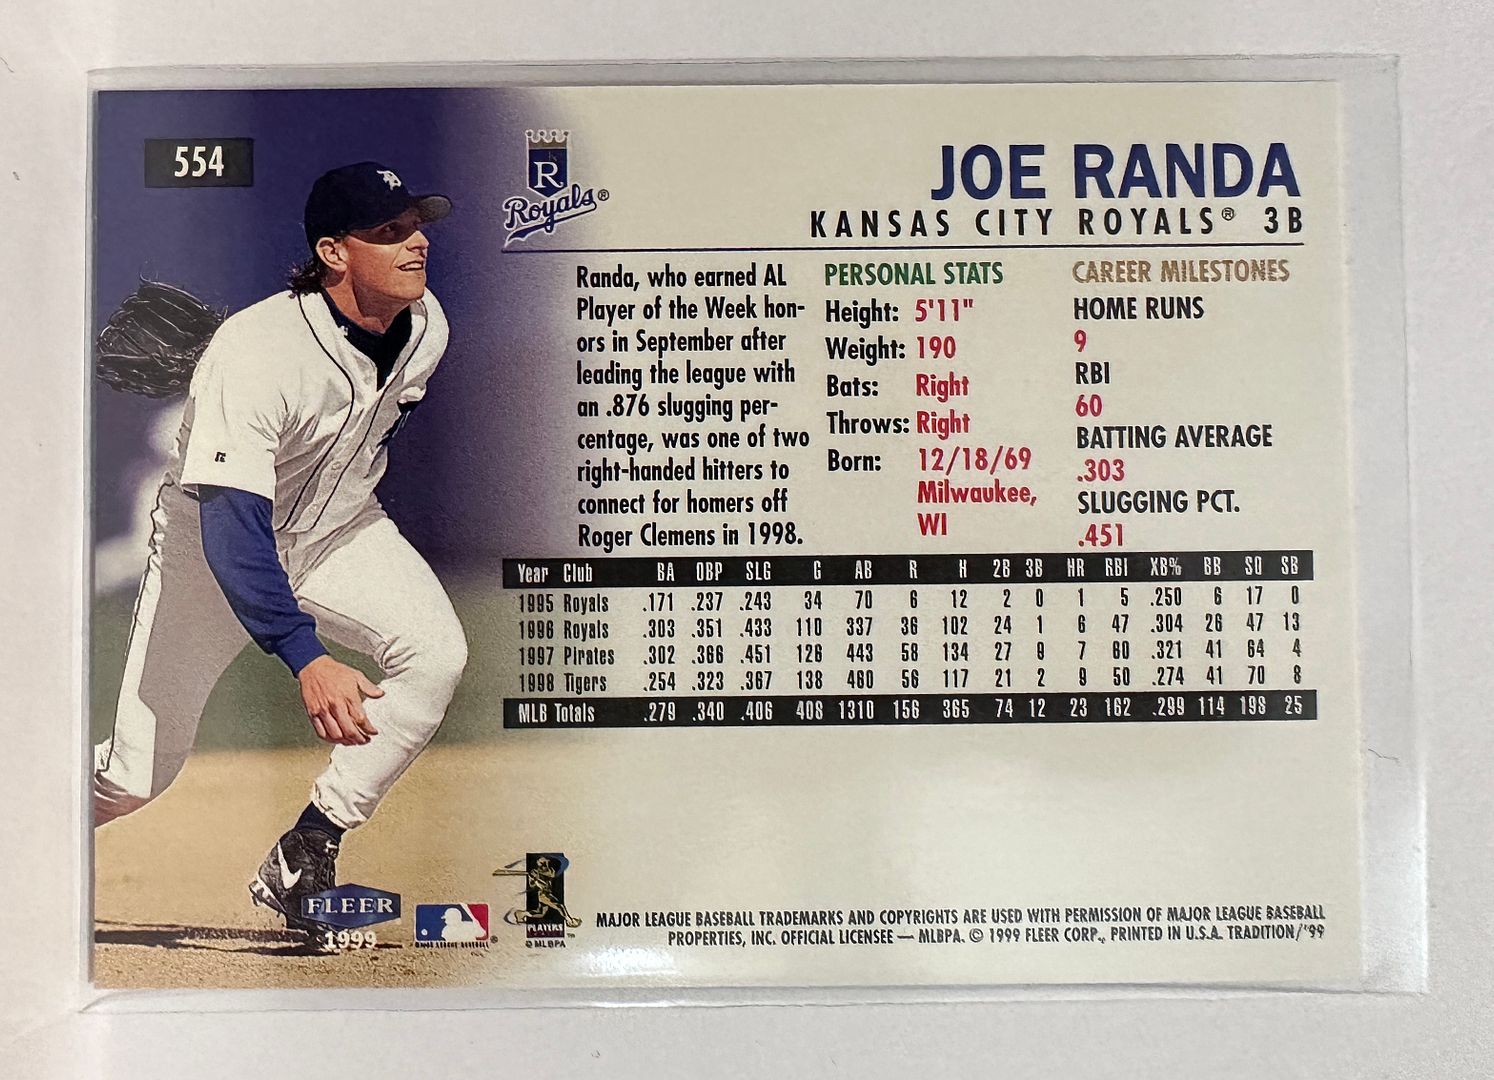 554
R
Royals®
JOE RANDA
KANSAS CITY ROYALS® 3B
Randa, who earned AL
Player of the Week hon-
ors in September after
leading the league with
an .876 slugging per-
centage, was one of two
right-handed hitters to
connect for homers off
Roger Clemens in 1998.
PERSONAL STATS
Height: 5'11"
Weight: 190
Bats: Right
Throws: Right
Born: 12/18/69
Milwaukee,
WI
CAREER MILESTONES
HOME RUNS
9
RBI
60
BATTING AVERAGE
.303
SLUGGING PCT.
.451
Year Club BA OBP SLG G AB R H 2B 3B HR RBI XB% BB SO SB
1995 Royals .171 .237 .243 34 70 6 12 2 0 1 5 .250 6 17 0
1996 Royals .303 .351 .433 110 337 36 102 24 1 6 47 .304 26 47 13
1997 Pirates .302 .366 .451 126 443 58 134 27 9 7 60 .321 41 64 4
1998 Tigers .254 .323 .367 138 460 56 117 21 2 9 50 .274 41 70 8
MLB Totals .279 .340 .406 408 1310 156 365 74 12 23 162 .299 114 198 25
FLEER
1999
MAJOR LEAGUE BASEBALL®
PLAYERS
© MLBPA
MAJOR LEAGUE BASEBALL TRADEMARKS AND COPYRIGHTS ARE USED WITH PERMISSION OF MAJOR LEAGUE BASEBALL
PROPERTIES, INC. OFFICIAL LICENSEE — MLBPA. © 1999 FLEER CORP., PRINTED IN U.S.A. TRADITION/'99